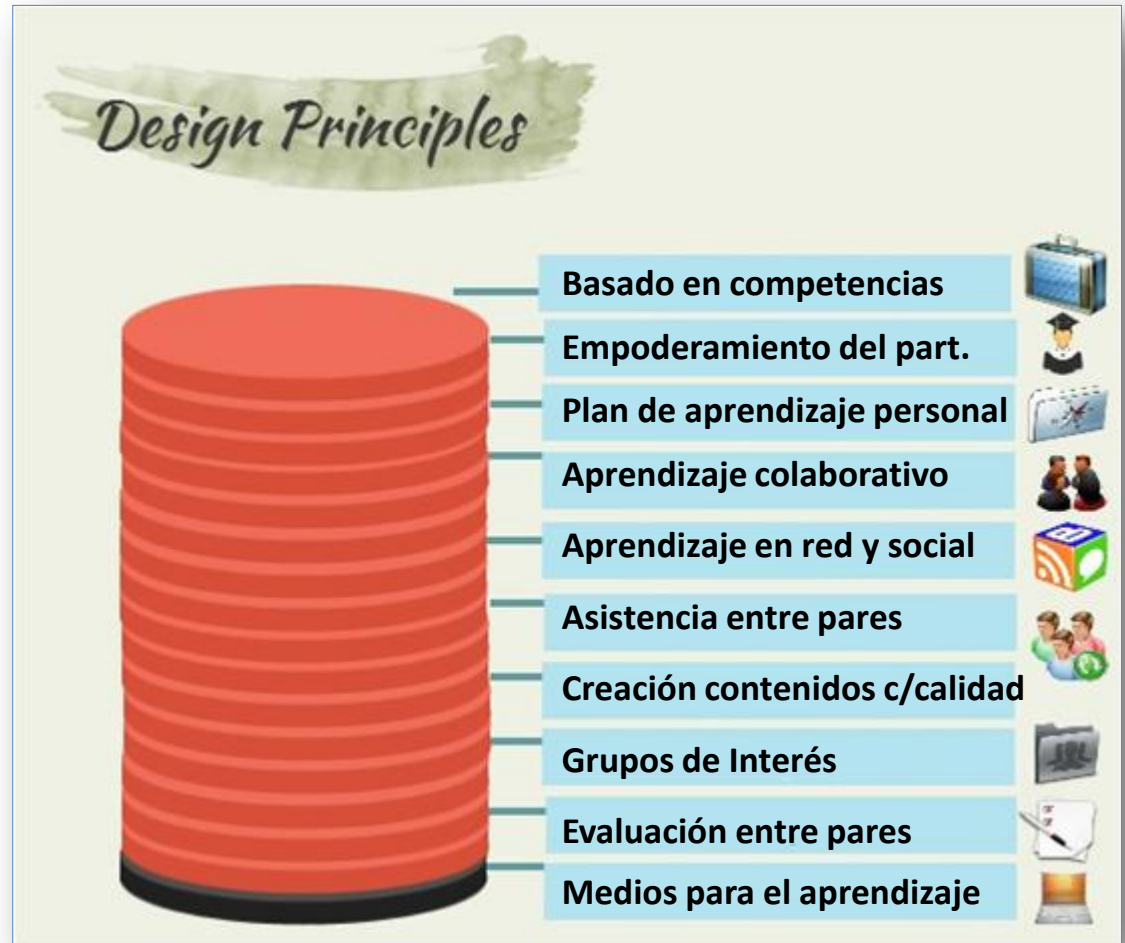 Design Principles
Basado en competencias
Empoderamiento del part.
Plan de aprendizaje personal
Aprendizaje colaborativo
Aprendizaje en red y social
Asistencia entre pares
Creación contenidos c/calidad
Grupos de Interés
Evaluación entre pares
Medios para el aprendizaje